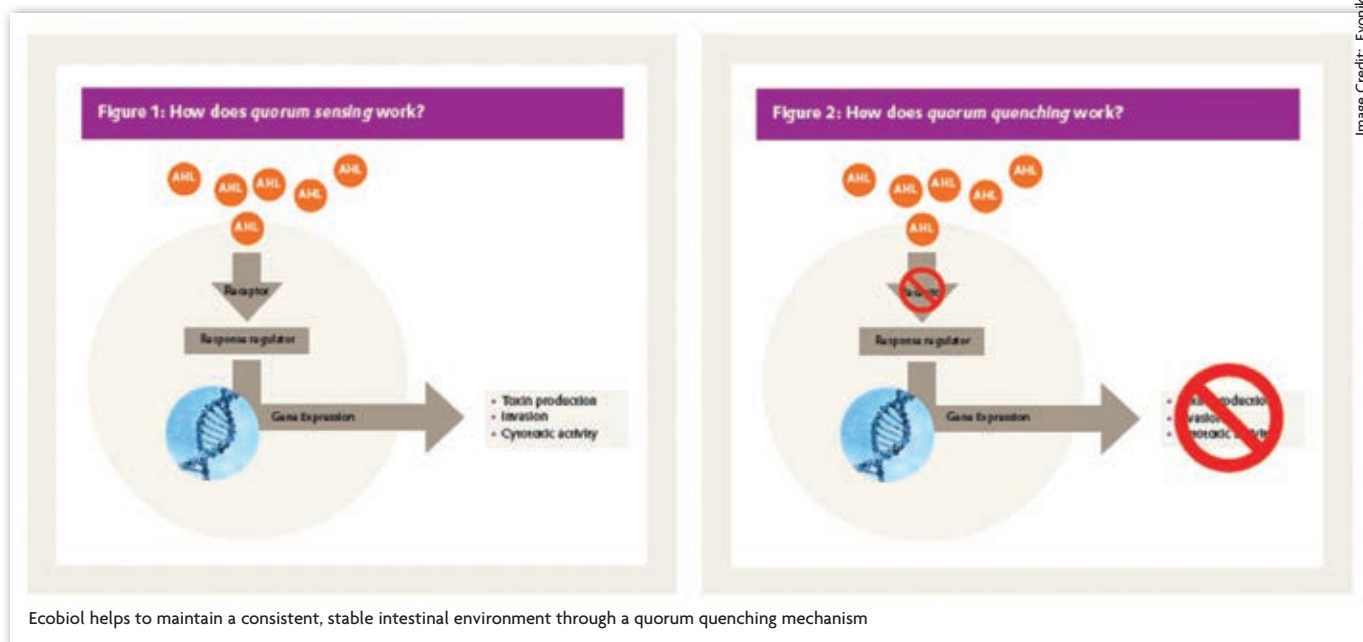 Image Credit: Evonik
Figure 1: How does quorum sensing work?
AHL
AHL
AHL
AHL
AHL
AHL
Receptor
Response regulator
Gene Expression
• Toxin production
• Invasion
• Cytotoxic activity
Figure 2: How does quorum quenching work?
AHL
AHL
AHL
AHL
AHL
AHL
Response regulator
Gene Expression
Ecobiol helps to maintain a consistent, stable intestinal environment through a quorum quenching mechanism